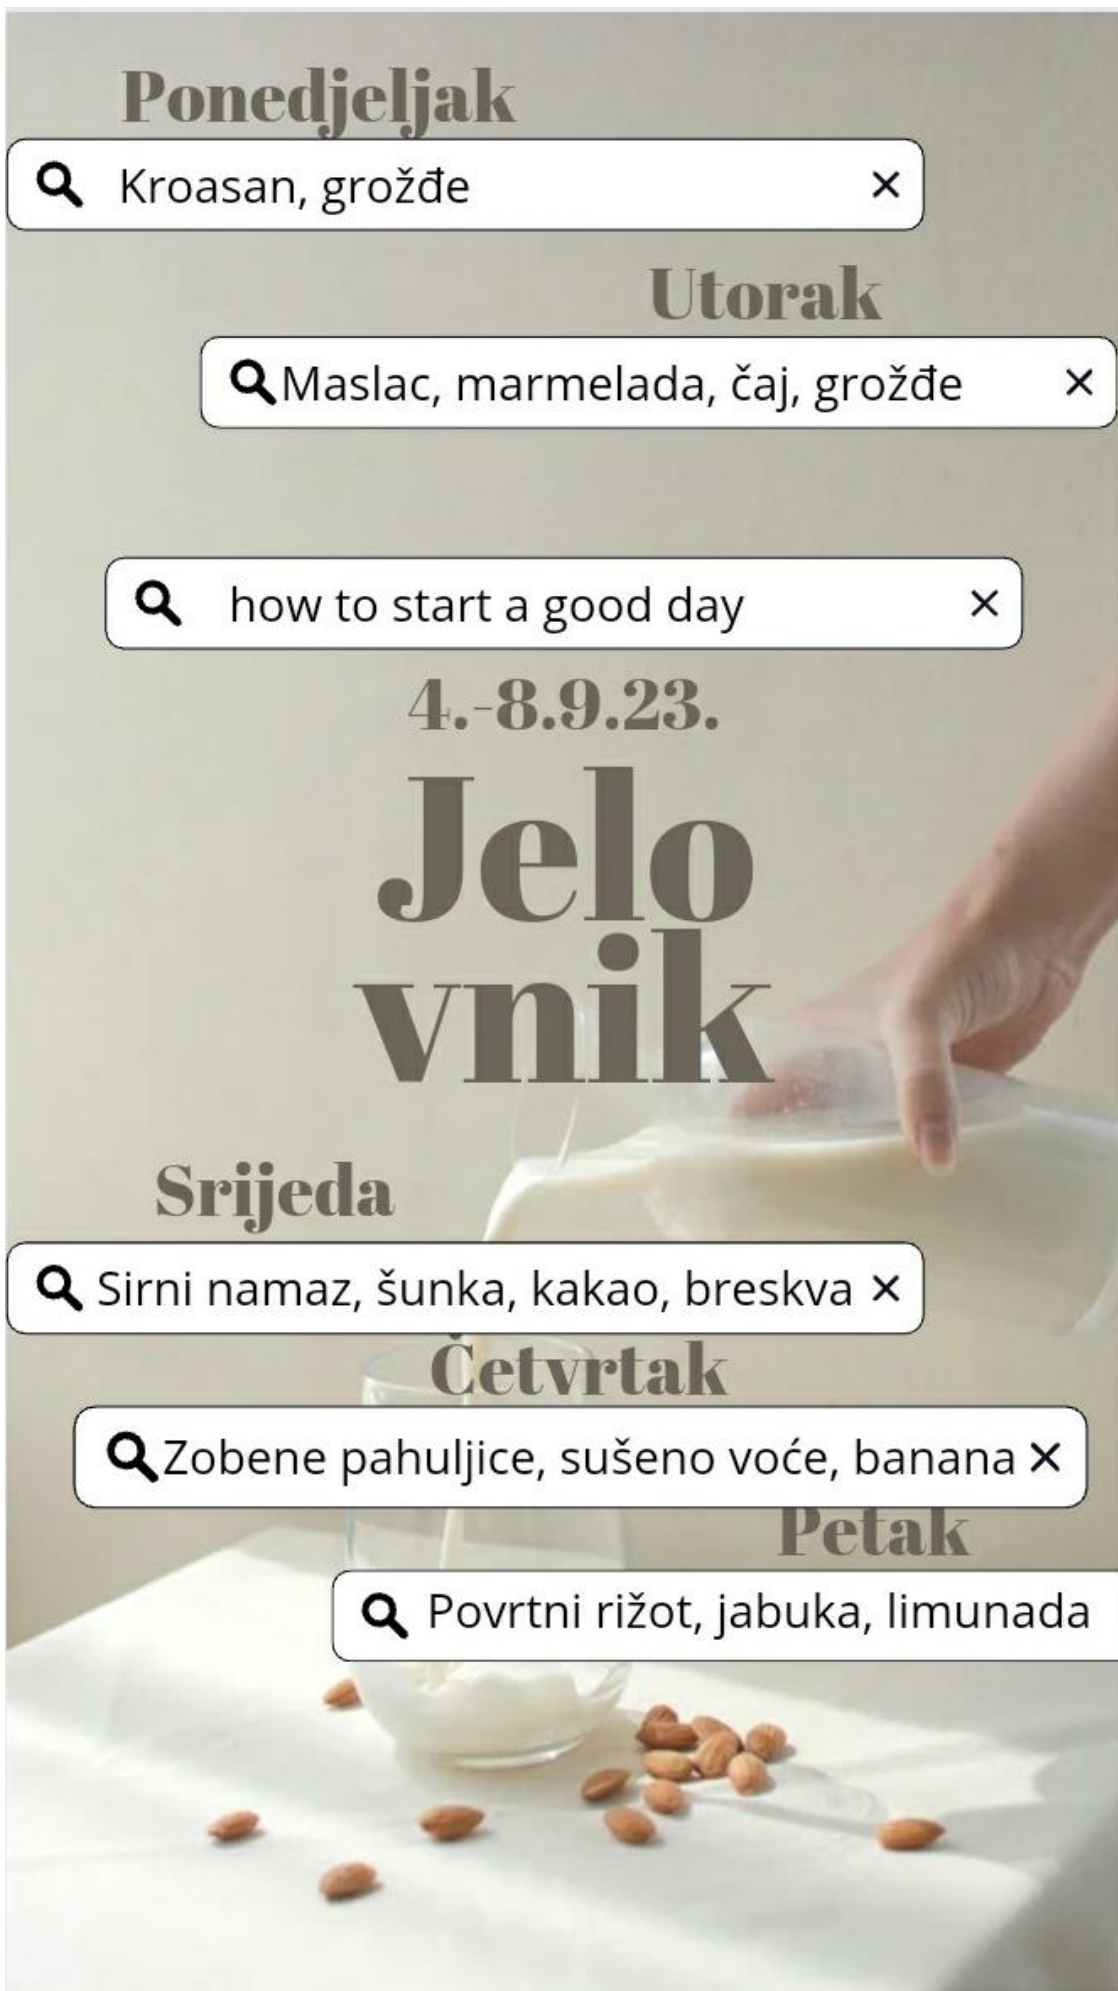 Ponedjeljak
Kroasan, grožđe
Utorak
Maslac, marmelada, čaj, grožđe
how to start a good day
4.-8.9.23.
Jelo
vnik
Srijeda
Sirni namaz, šunka, kakao, breskva
Četvrtak
Zobene pahuljice, sušeno voće, banana
Petak
Povrtni rižot, jabuka, limunada